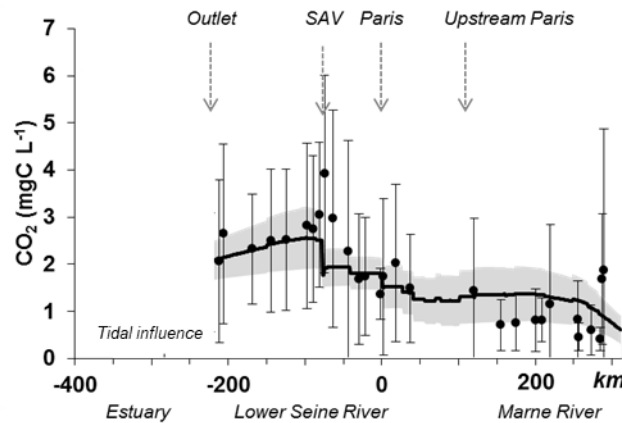 Outlet SAV Paris Upstream Paris
7
6
5
4
3
2
1
0
CO₂ (mgC L⁻¹)
Tidal influence
-400 -200 0 200 km
Estuary Lower Seine River Marne River